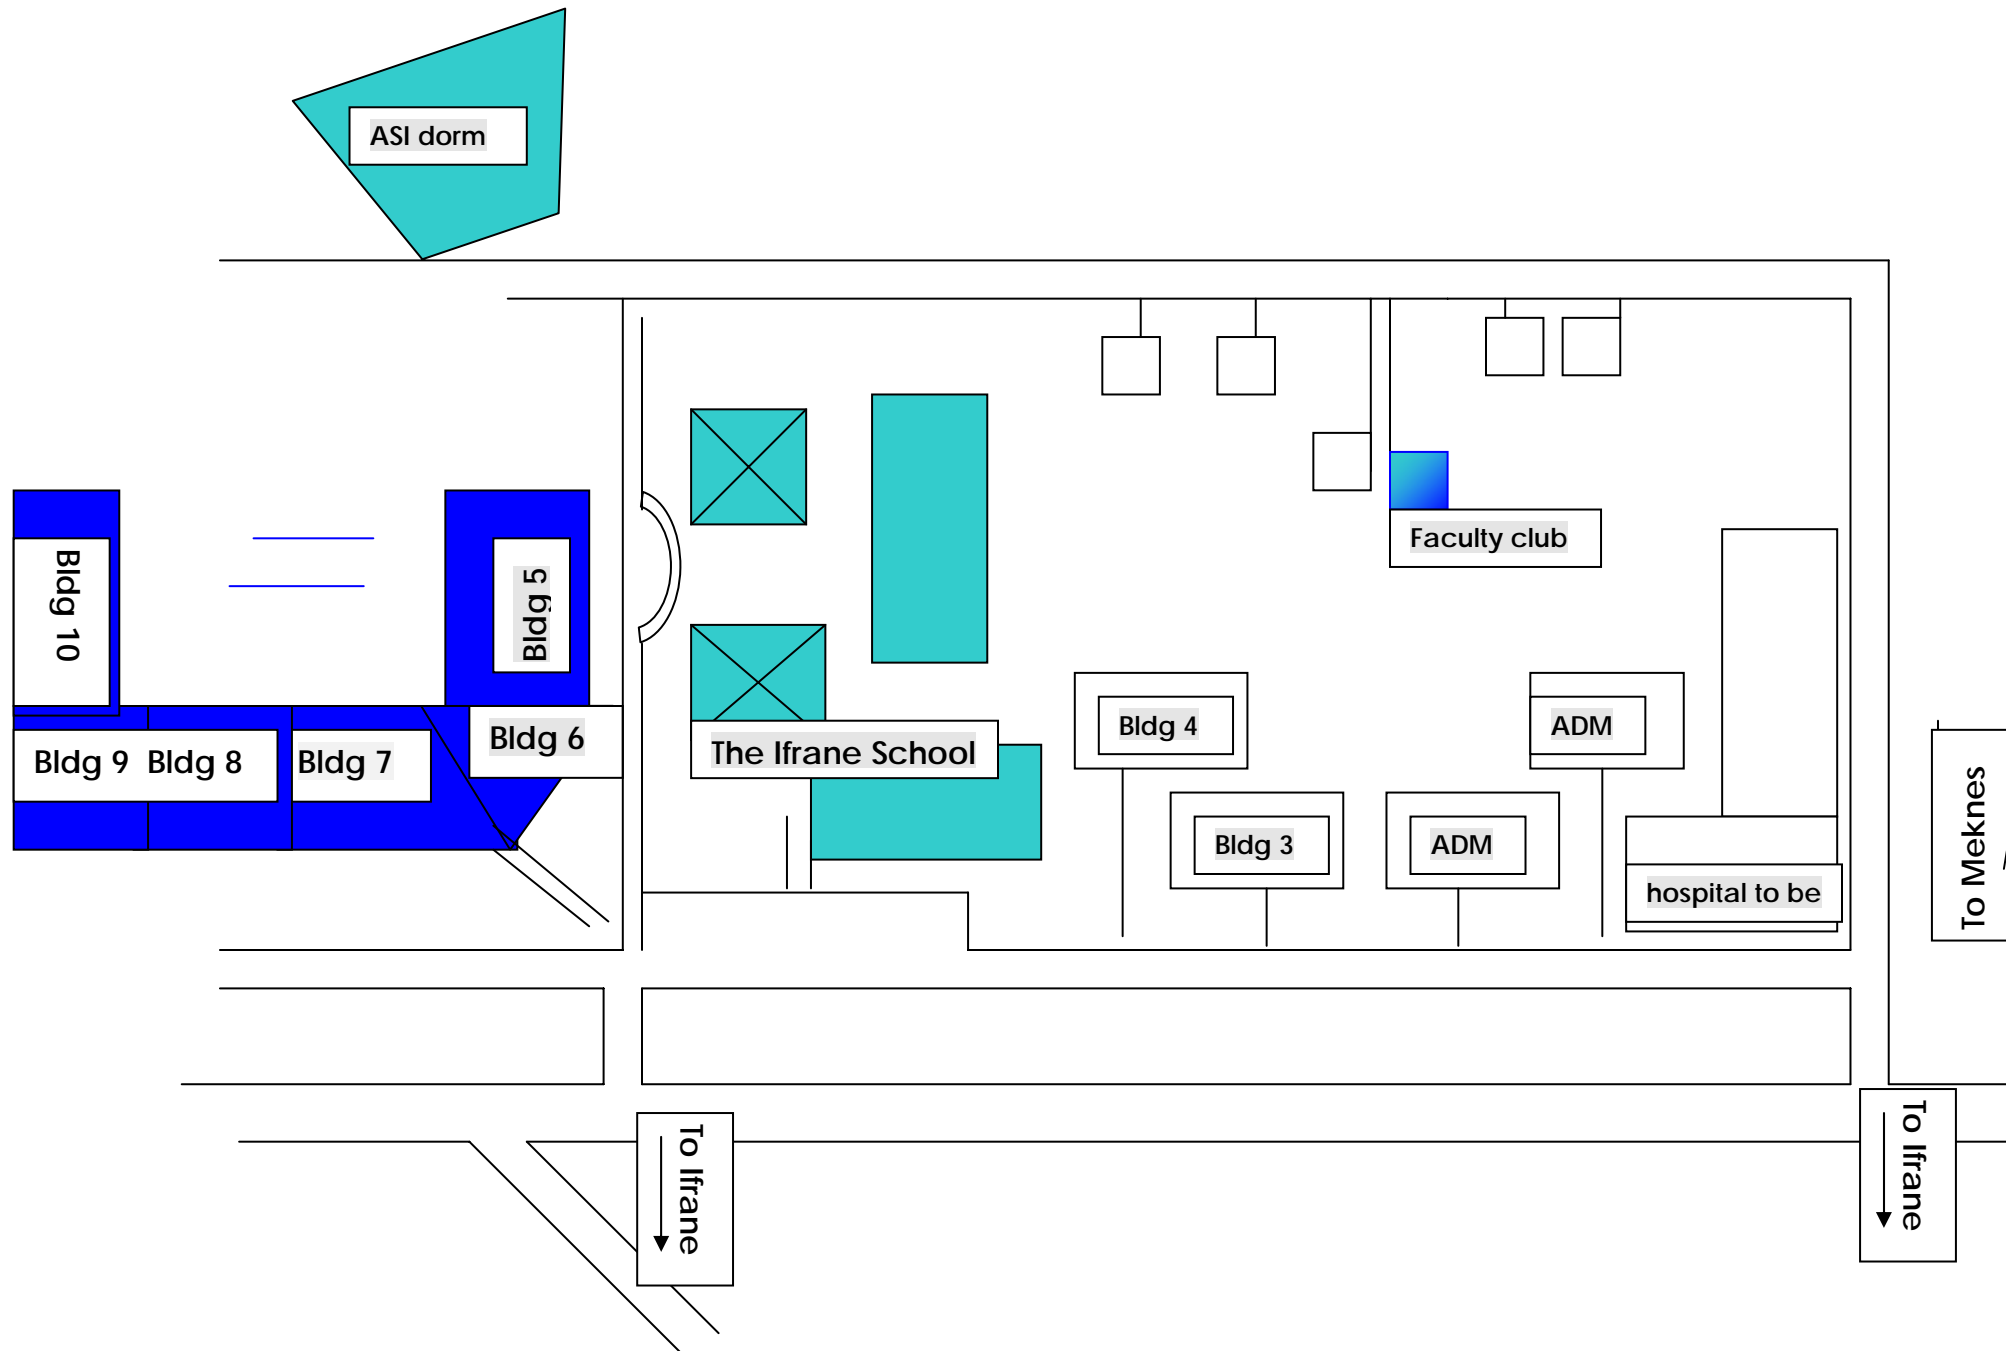 ASI dorm
Faculty club
Bldg 10
Bldg 5
Bldg 9 Bldg 8
Bldg 7
Bldg 6
The Ifrane School
Bldg 4
ADM
Bldg 3
ADM
hospital to be
To Meknes
To Ifrane
To Ifrane